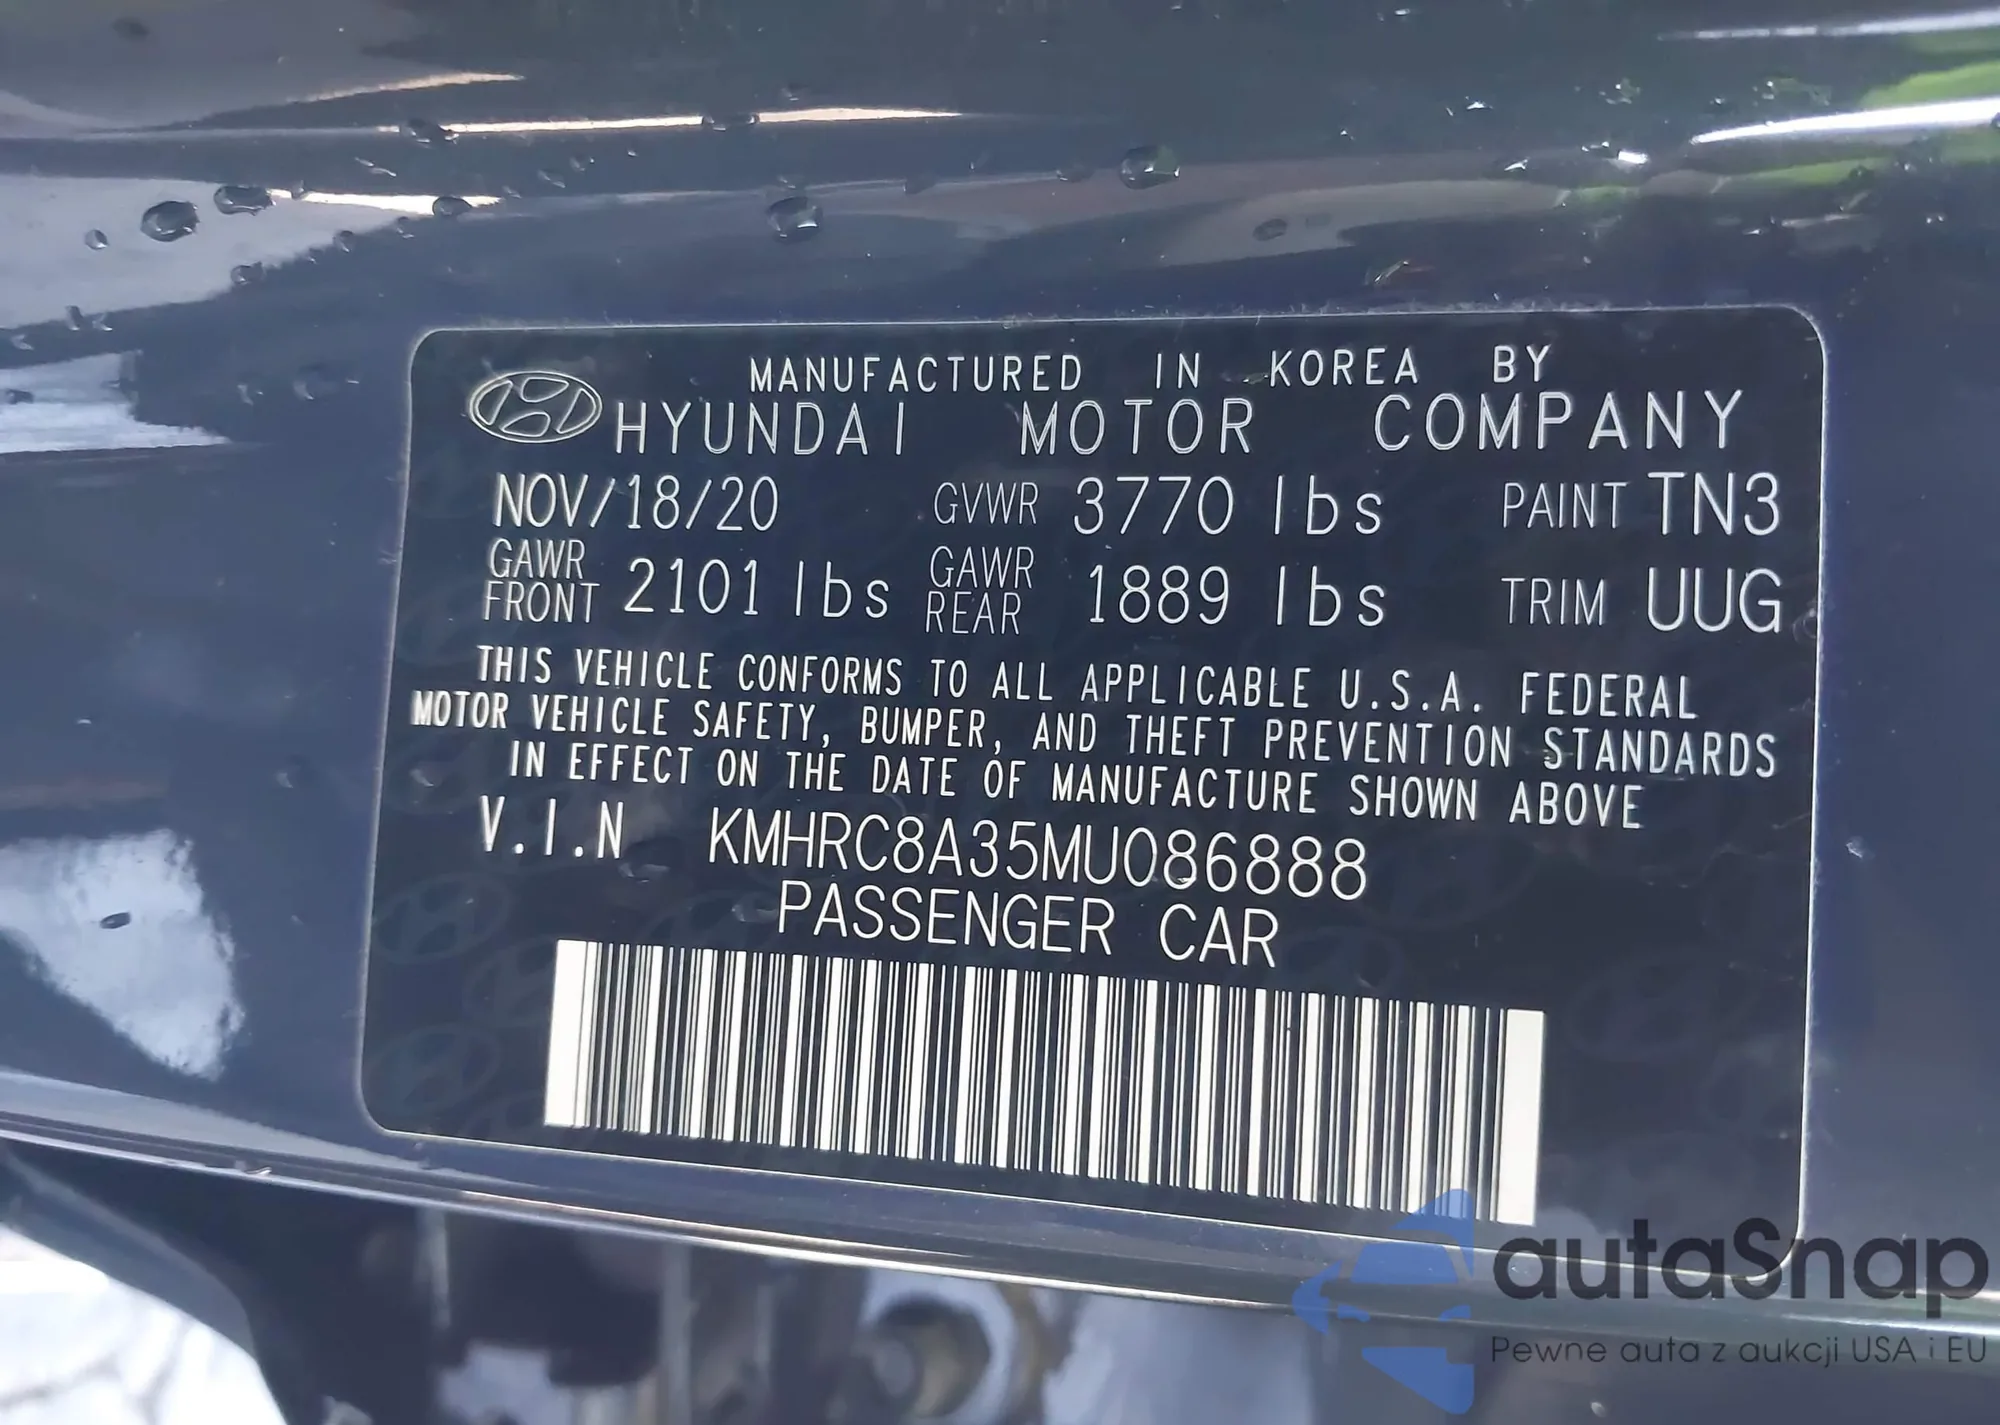 MANUFACTURED IN KOREA BY
HYUNDAI MOTOR COMPANY
NOV/18/20 GVWR 3770 lbs PAINT TN3
GAWR FRONT 2101 lbs GAWR REAR 1889 lbs TRIM UUG
THIS VEHICLE CONFORMS TO ALL APPLICABLE U.S.A. FEDERAL
MOTOR VEHICLE SAFETY, BUMPER, AND THEFT PREVENTION STANDARDS
IN EFFECT ON THE DATE OF MANUFACTURE SHOWN ABOVE
V.I.N KMHRC8A35MU086888
PASSENGER CAR
autaSnap
Pewne auta z aukcji USA i EU